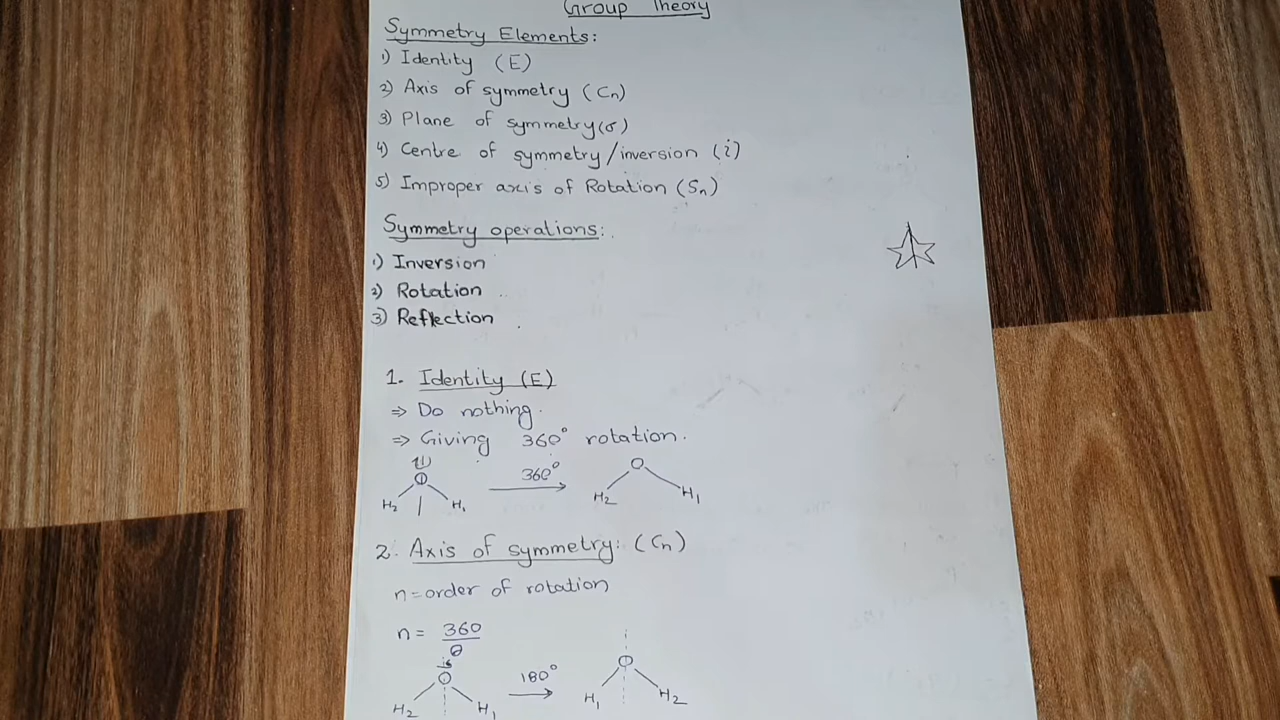 Group Theory
Symmetry Elements:
1) Identity (E)
2) Axis of symmetry (Cn)
3) Plane of symmetry (σ)
4) Centre of symmetry/inversion (i)
5) Improper axis of Rotation (Sn)
Symmetry operations:
1) Inversion
2) Rotation
3) Reflection
1. Identity (E)
⇒ Do nothing.
⇒ Giving 360° rotation.
O 360° O
H2 H1 H2 H1
2. Axis of symmetry: (Cn)
n = order of rotation
n = 360
θ
O 180° O
H2 H1 H1 H2